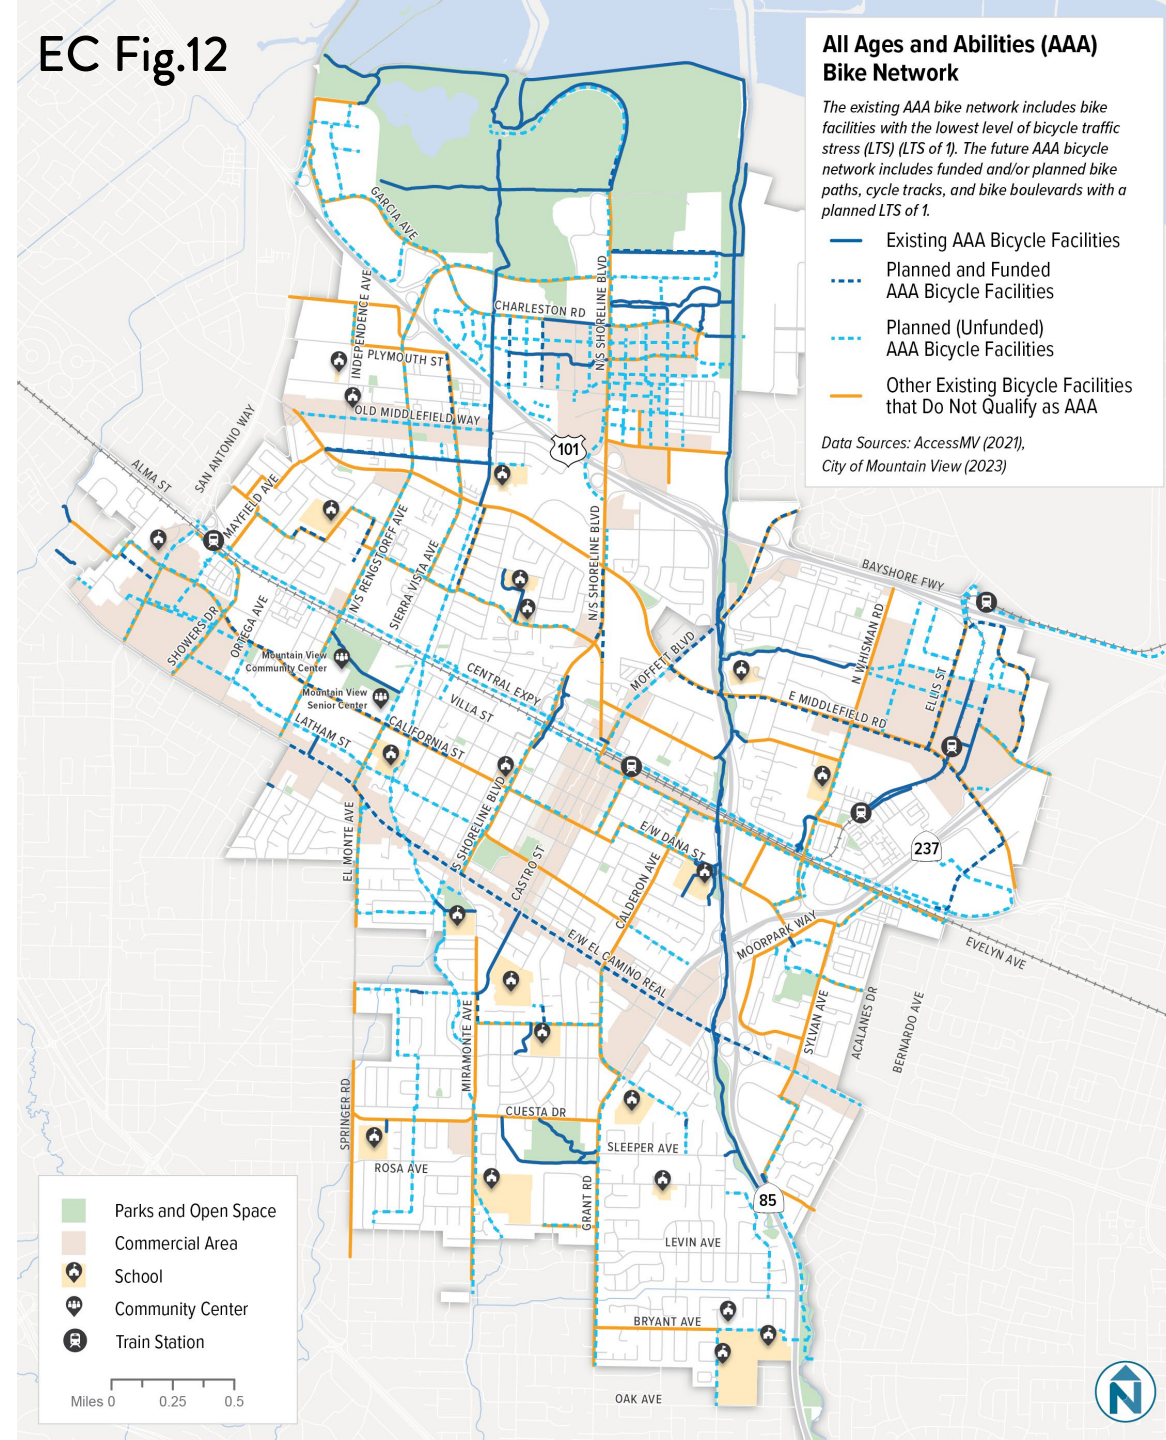 EC Fig.12
All Ages and Abilities (AAA)
Bike Network
The existing AAA bike network includes bike
facilities with the lowest level of bicycle traffic
stress (LTS) (LTS of 1). The future AAA bicycle
network includes funded and/or planned bike
paths, cycle tracks, and bike boulevards with a
planned LTS of 1.
Existing AAA Bicycle Facilities
Planned and Funded
AAA Bicycle Facilities
Planned (Unfunded)
AAA Bicycle Facilities
Other Existing Bicycle Facilities
that Do Not Qualify as AAA
Data Sources: AccessMV (2021),
City of Mountain View (2023)
GARCIA AVE
INDEPENDENCE AVE
CHARLESTON RD
N/S SHORELINE BLVD
PLYMOUTH ST
OLD MIDDLEFIELD WAY
101
SAN ANTONIO WAY
ALMA ST
MAYFIELD AVE
N/S RENGSTORFF AVE
SIERRA VISTA AVE
N/S SHORELINE BLVD
BAYSHORE FWY
SHOWERS DR
ORTEGA AVE
Mountain View
Community Center
Mountain View
Senior Center
CENTRAL EXPY
MOFFETT BLVD
N WHISMAN RD
ELLIS ST
E MIDDLEFIELD RD
VILLA ST
LATHAM ST
CALIFORNIA ST
EL MONTE AVE
S SHORELINE BLVD
CASTRO ST
E/W DANA ST
CALDERON AVE
237
E/W EL CAMINO REAL
MOORPARK WAY
EVELYN AVE
SYLVAN AVE
ACALANES DR
BERNARDO AVE
MIRAMONTE AVE
SPRINGER RD
CUESTA DR
SLEEPER AVE
ROSA AVE
GRANT RD
85
LEVIN AVE
BRYANT AVE
OAK AVE
Parks and Open Space
Commercial Area
School
Community Center
Train Station
Miles 0 0.25 0.5
N